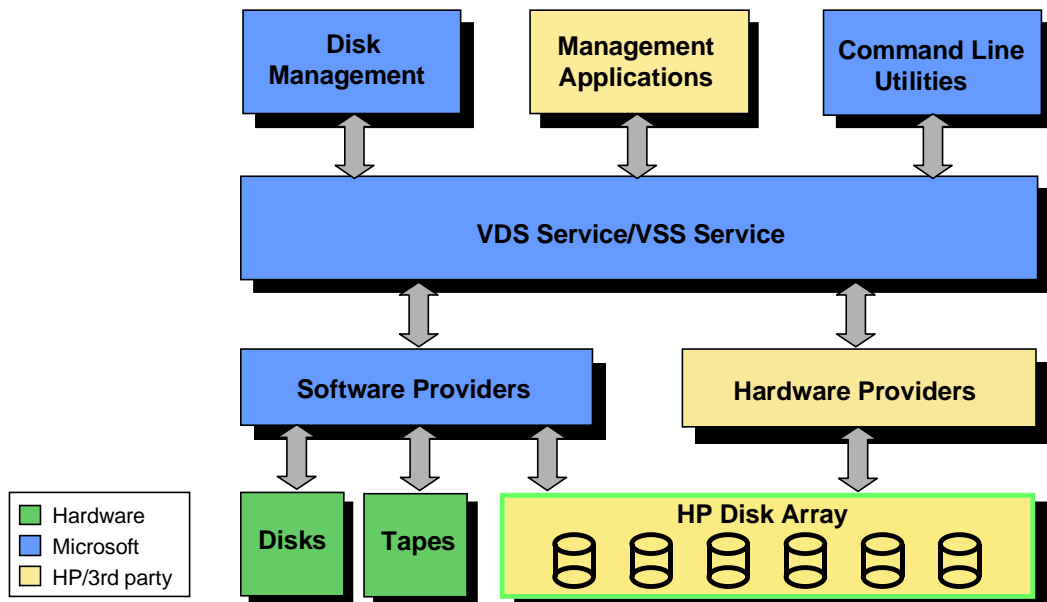 Disk
Management
Management
Applications
Command Line
Utilities
VDS Service/VSS Service
Software Providers
Hardware Providers
Hardware
Microsoft
HP/3rd party
Disks
Tapes
HP Disk Array